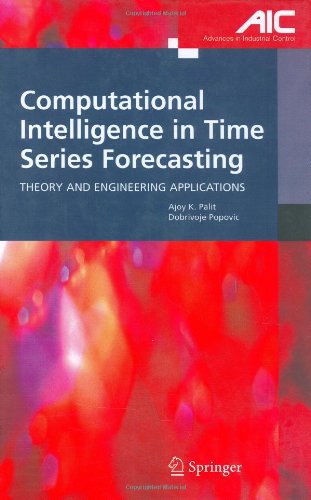 AIC
Advances in Industrial Control
Computational
Intelligence in Time
Series Forecasting
THEORY AND ENGINEERING APPLICATIONS
Ajoy K. Palit
Dobrivoje Popovic
Springer